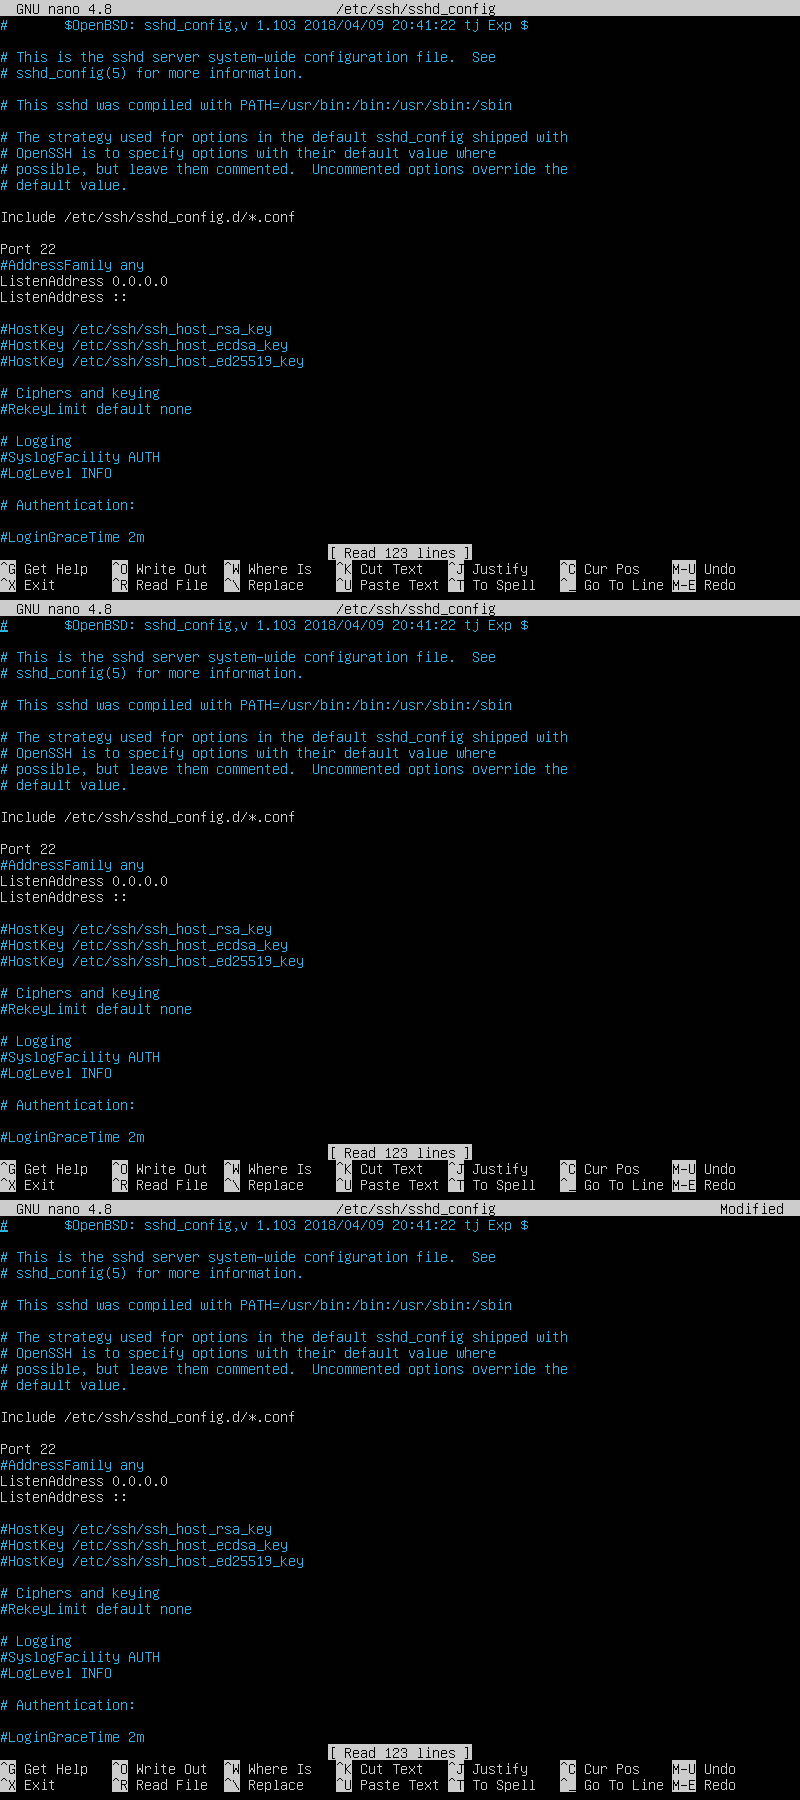 GNU nano 4.8 /etc/ssh/sshd_config
# $OpenBSD: sshd_config,v 1.103 2018/04/09 20:41:22 tj Exp $
# This is the sshd server system-wide configuration file. See
# sshd_config(5) for more information.
# This sshd was compiled with PATH=/usr/bin:/bin:/usr/sbin:/sbin
# The strategy used for options in the default sshd_config shipped with
# OpenSSH is to specify options with their default value where
# possible, but leave them commented. Uncommented options override the
# default value.
Include /etc/ssh/sshd_config.d/*.conf
Port 22
#AddressFamily any
ListenAddress 0.0.0.0
ListenAddress ::
#HostKey /etc/ssh/ssh_host_rsa_key
#HostKey /etc/ssh/ssh_host_ecdsa_key
#HostKey /etc/ssh/ssh_host_ed25519_key
# Ciphers and keying
#RekeyLimit default none
# Logging
#SyslogFacility AUTH
#LogLevel INFO
# Authentication:
#LoginGraceTime 2m
[ Read 123 lines ]
^G Get Help ^O Write Out ^W Where Is ^K Cut Text ^J Justify ^C Cur Pos M-U Undo
^X Exit ^R Read File ^\ Replace ^U Paste Text ^T To Spell ^_ Go To Line M-E Redo
GNU nano 4.8 /etc/ssh/sshd_config
# $OpenBSD: sshd_config,v 1.103 2018/04/09 20:41:22 tj Exp $
# This is the sshd server system-wide configuration file. See
# sshd_config(5) for more information.
# This sshd was compiled with PATH=/usr/bin:/bin:/usr/sbin:/sbin
# The strategy used for options in the default sshd_config shipped with
# OpenSSH is to specify options with their default value where
# possible, but leave them commented. Uncommented options override the
# default value.
Include /etc/ssh/sshd_config.d/*.conf
Port 22
#AddressFamily any
ListenAddress 0.0.0.0
ListenAddress ::
#HostKey /etc/ssh/ssh_host_rsa_key
#HostKey /etc/ssh/ssh_host_ecdsa_key
#HostKey /etc/ssh/ssh_host_ed25519_key
# Ciphers and keying
#RekeyLimit default none
# Logging
#SyslogFacility AUTH
#LogLevel INFO
# Authentication:
#LoginGraceTime 2m
[ Read 123 lines ]
^G Get Help ^O Write Out ^W Where Is ^K Cut Text ^J Justify ^C Cur Pos M-U Undo
^X Exit ^R Read File ^\ Replace ^U Paste Text ^T To Spell ^_ Go To Line M-E Redo
GNU nano 4.8 /etc/ssh/sshd_config Modified
# $OpenBSD: sshd_config,v 1.103 2018/04/09 20:41:22 tj Exp $
# This is the sshd server system-wide configuration file. See
# sshd_config(5) for more information.
# This sshd was compiled with PATH=/usr/bin:/bin:/usr/sbin:/sbin
# The strategy used for options in the default sshd_config shipped with
# OpenSSH is to specify options with their default value where
# possible, but leave them commented. Uncommented options override the
# default value.
Include /etc/ssh/sshd_config.d/*.conf
Port 22
#AddressFamily any
ListenAddress 0.0.0.0
ListenAddress ::
#HostKey /etc/ssh/ssh_host_rsa_key
#HostKey /etc/ssh/ssh_host_ecdsa_key
#HostKey /etc/ssh/ssh_host_ed25519_key
# Ciphers and keying
#RekeyLimit default none
# Logging
#SyslogFacility AUTH
#LogLevel INFO
# Authentication:
#LoginGraceTime 2m
[ Read 123 lines ]
^G Get Help ^O Write Out ^W Where Is ^K Cut Text ^J Justify ^C Cur Pos M-U Undo
^X Exit ^R Read File ^\ Replace ^U Paste Text ^T To Spell ^_ Go To Line M-E Redo